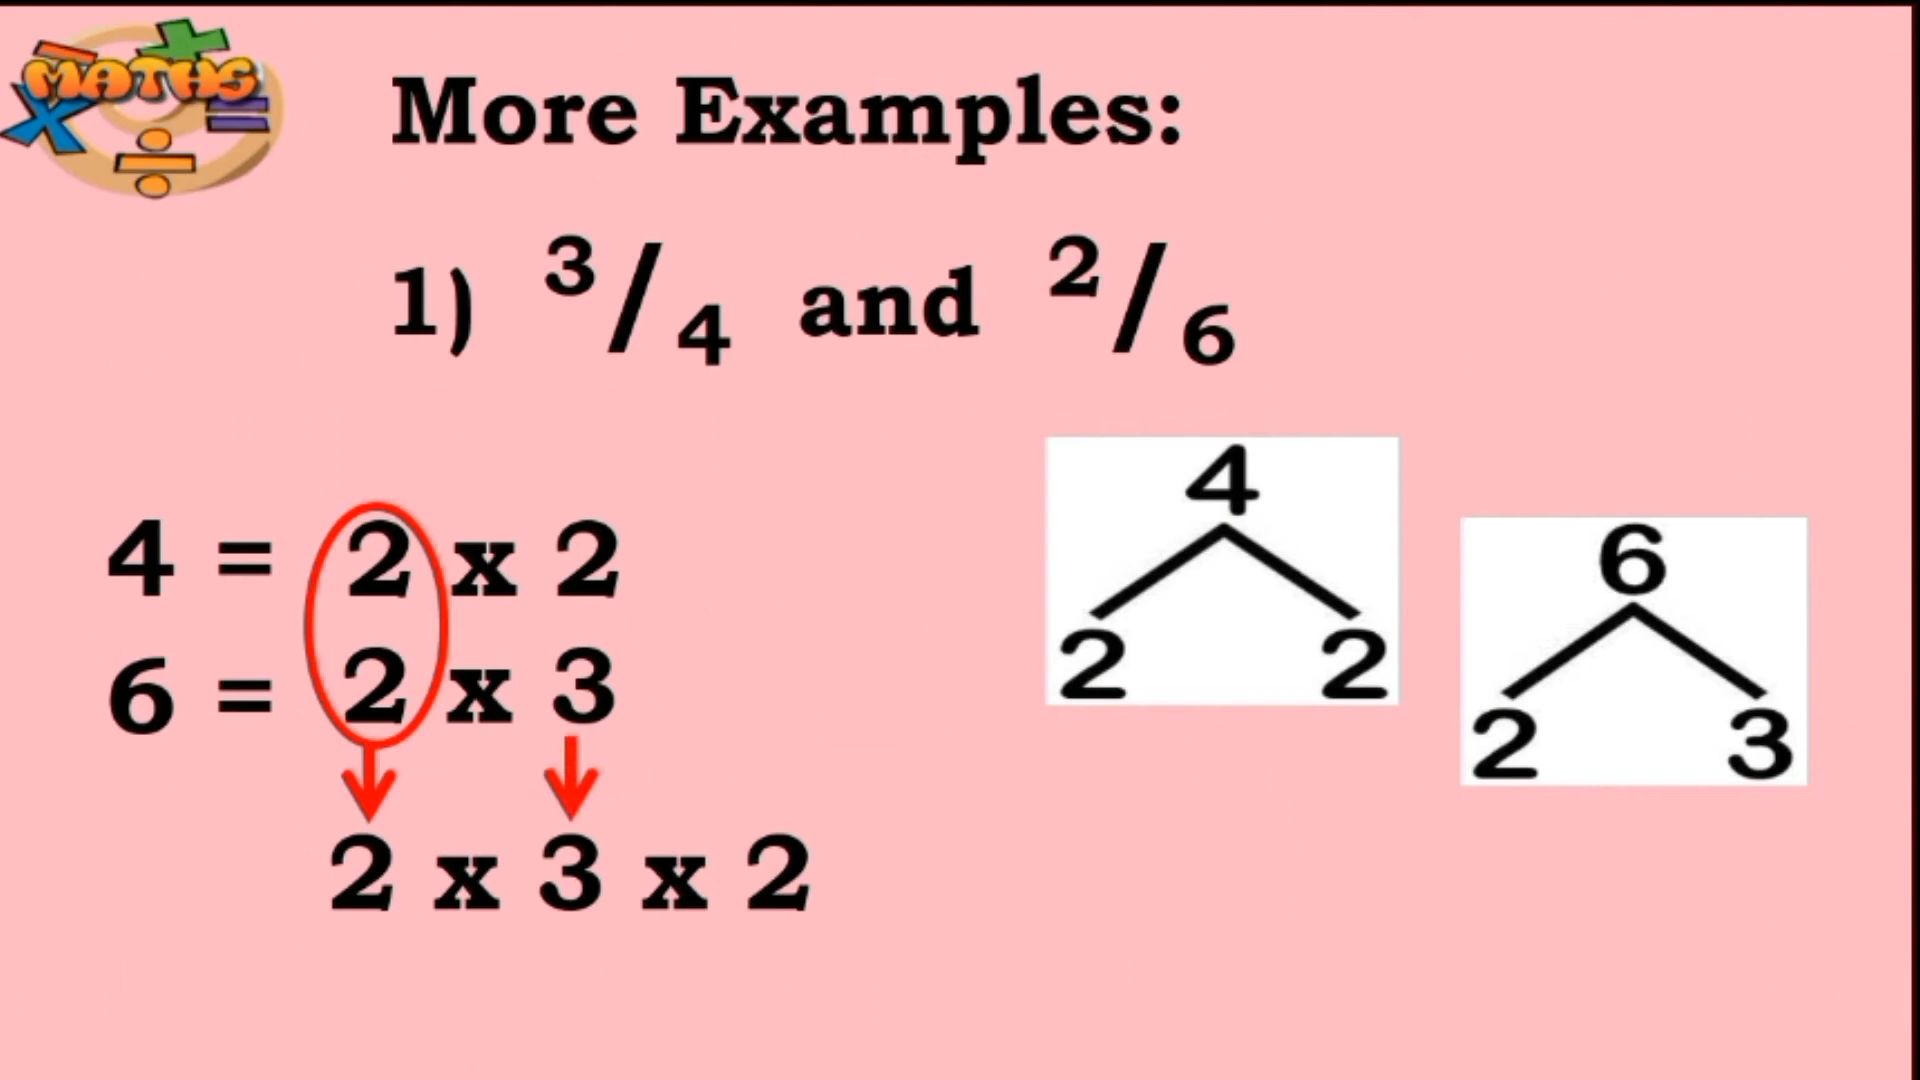 MATHS
More Examples:
1) 3/4 and 2/6
4 = 2 x 2
6 = 2 x 3
2 x 3 x 2
4
2 2
6
2 3